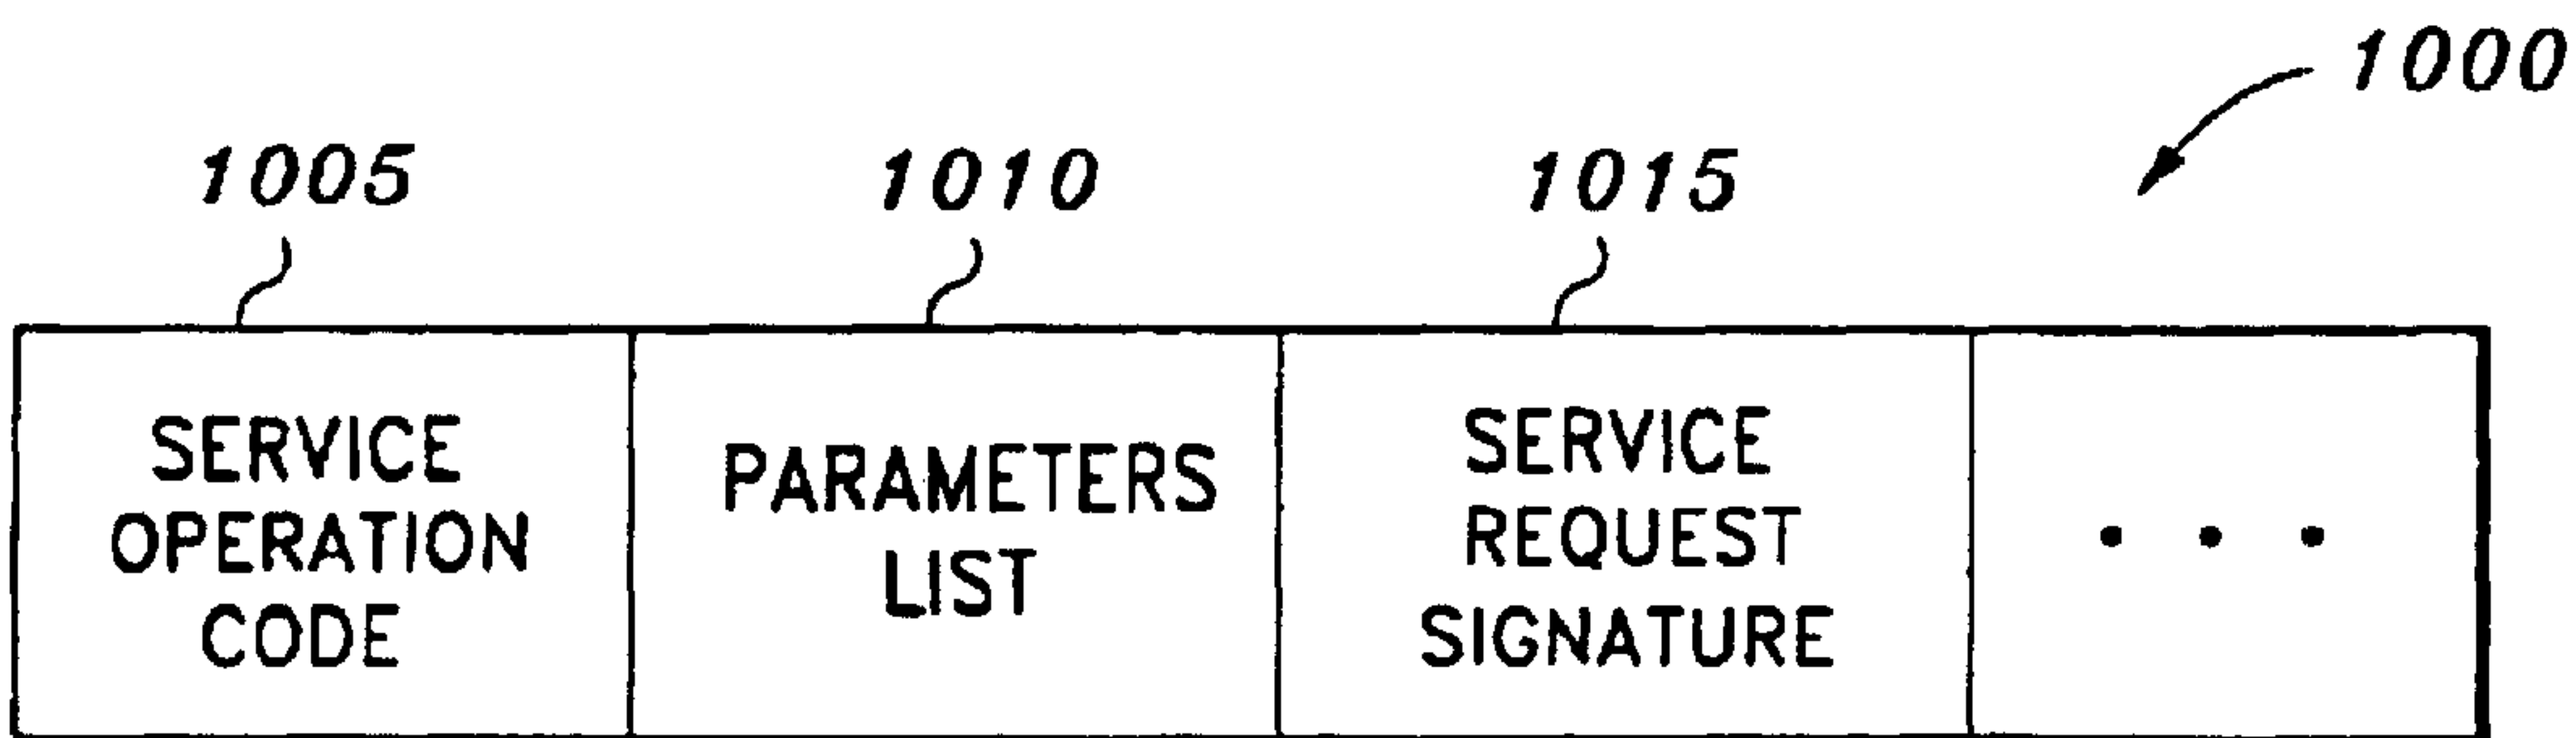 1000
1005
1010
1015
SERVICE
OPERATION
CODE
PARAMETERS
LIST
SERVICE
REQUEST
SIGNATURE
• • •